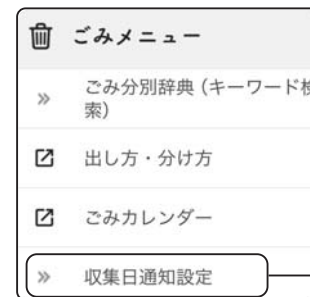 ごみメニュー
» ごみ分別辞典（キーワード検
索）
出し方・分け方
ごみカレンダー
» 収集日通知設定